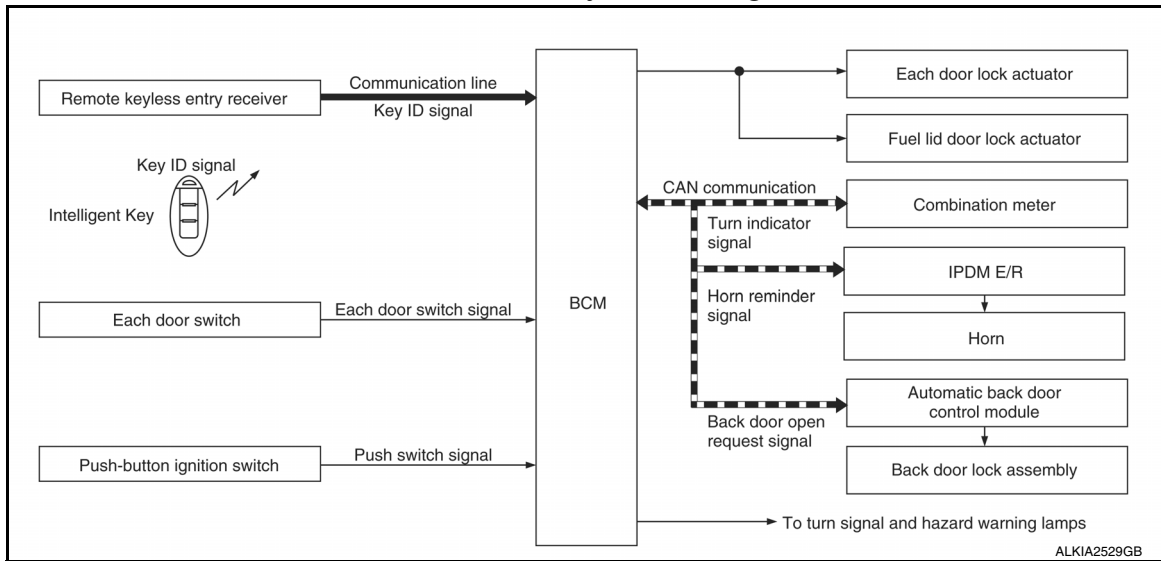 Remote keyless entry receiver
Communication line
Key ID signal
Key ID signal
Intelligent Key
Each door switch
Each door switch signal
Push-button ignition switch
Push switch signal
BCM
Each door lock actuator
Fuel lid door lock actuator
CAN communication
Combination meter
Turn indicator
signal
IPDM E/R
Horn reminder
signal
Horn
Automatic back door
control module
Back door open
request signal
Back door lock assembly
To turn signal and hazard warning lamps
ALKIA2529GB